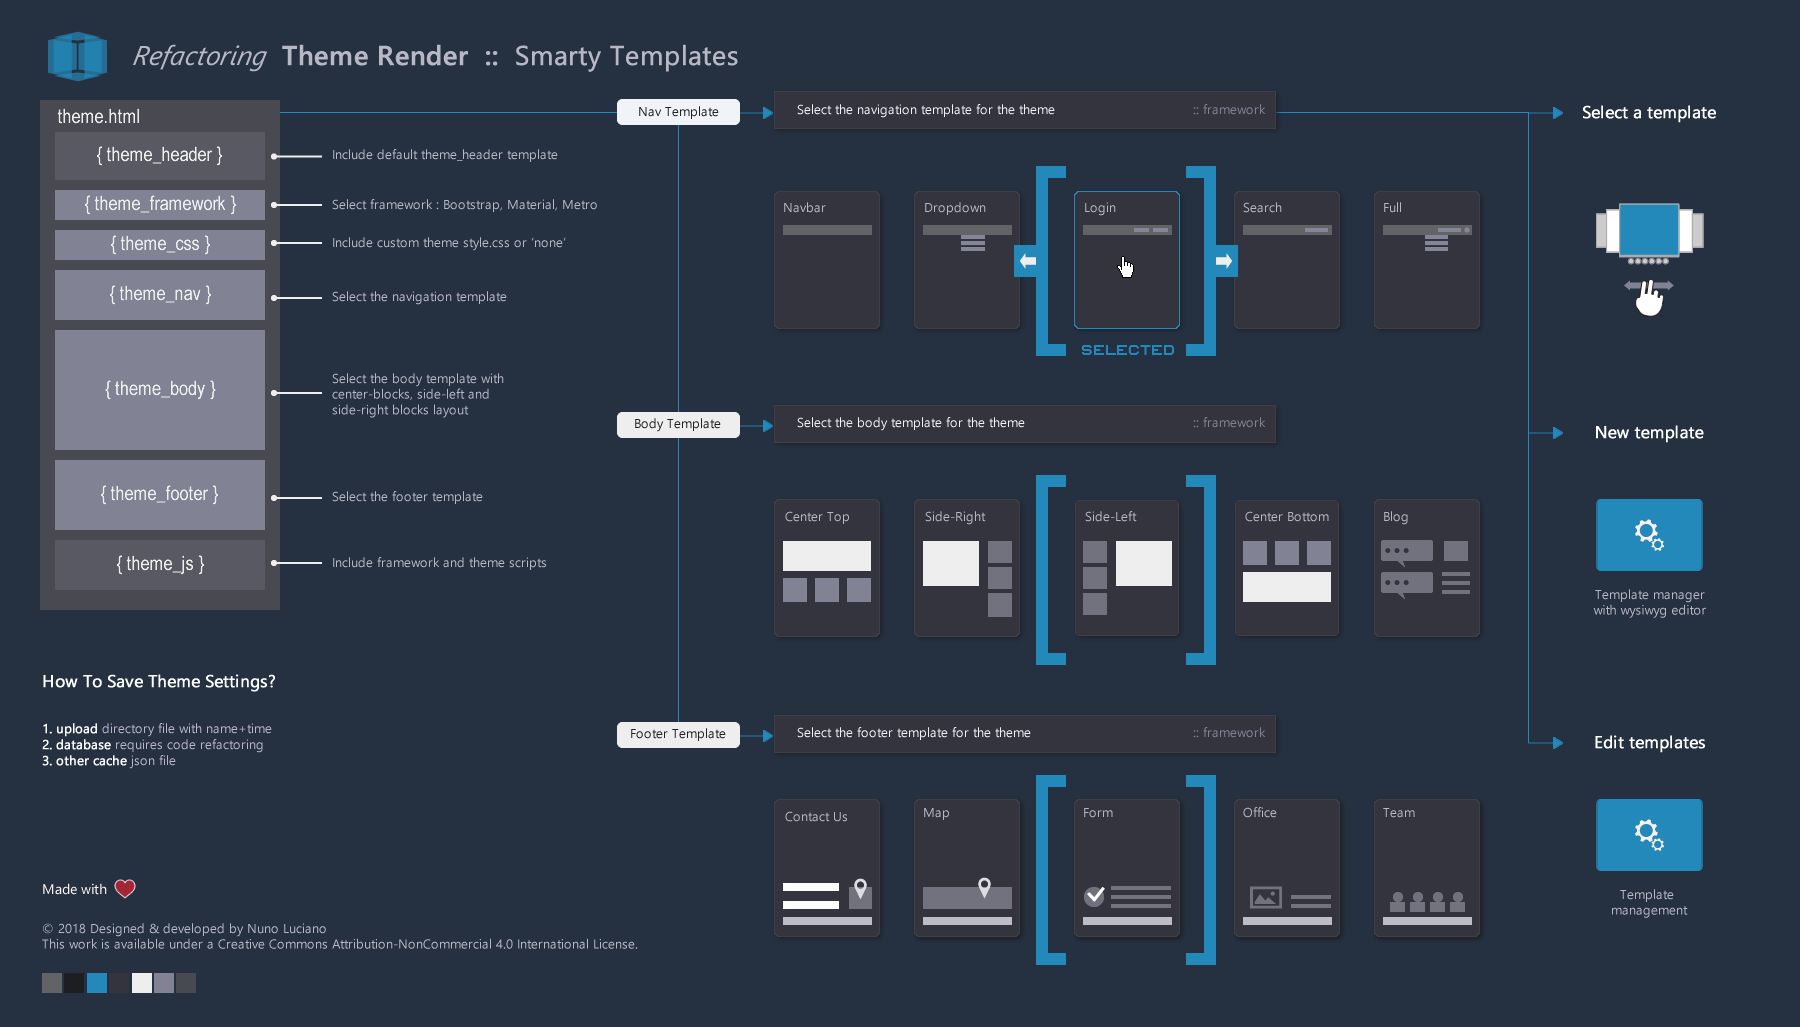 Refactoring Theme Render :: Smarty Templates
theme.html
{ theme_header }
Include default theme_header template
{ theme_framework }
Select framework : Bootstrap, Material, Metro
{ theme_css }
Include custom theme style.css or 'none'
{ theme_nav }
Select the navigation template
{ theme_body }
Select the body template with
center-blocks, side-left and
side-right blocks layout
{ theme_footer }
Select the footer template
{ theme_js }
Include framework and theme scripts
How To Save Theme Settings?
1. upload directory file with name+time
2. database requires code refactoring
3. other cache json file
Made with
© 2018 Designed & developed by Nuno Luciano
This work is available under a Creative Commons Attribution-NonCommercial 4.0 International License.
Nav Template
Select the navigation template for the theme
:: framework
Navbar
Dropdown
Login
Search
Full
SELECTED
Body Template
Select the body template for the theme
:: framework
Center Top
Side-Right
Side-Left
Center Bottom
Blog
Footer Template
Select the footer template for the theme
:: framework
Contact Us
Map
Form
Office
Team
Select a template
New template
Template manager
with wysiwyg editor
Edit templates
Template
management